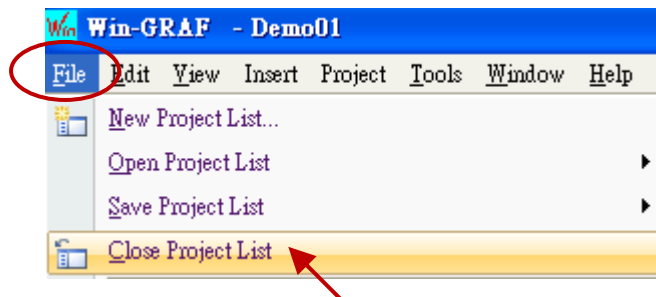 Win Win-GRAF - Demo01
File Edit View Insert Project Tools Window Help
New Project List...
Open Project List
Save Project List
Close Project List